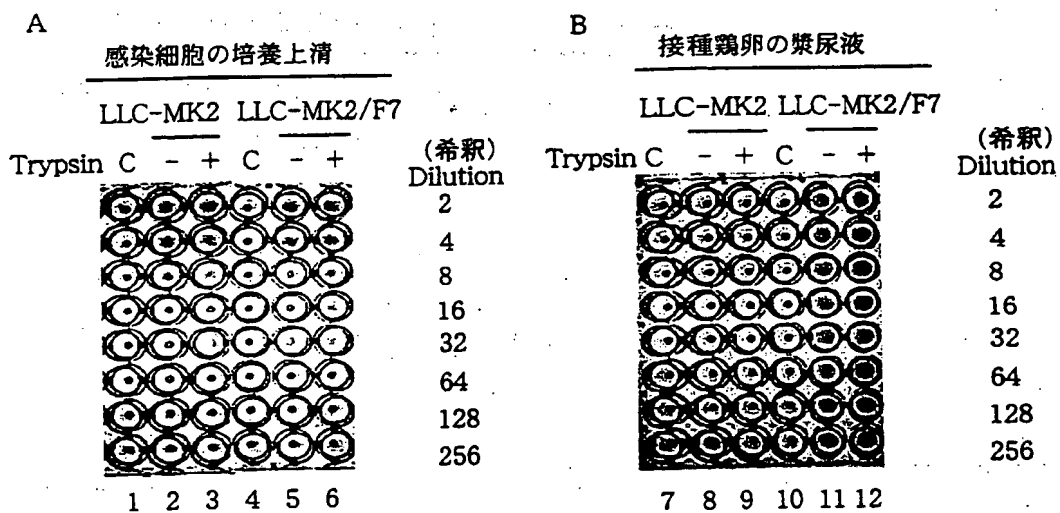 A
感染細胞の培養上清
LLC-MK2 LLC-MK2/F7
Trypsin C - + C - +
(希釈)
Dilution
2
4
8
16
32
64
128
256
1 2 3 4 5 6
B
接種鶏卵の漿尿液
LLC-MK2 LLC-MK2/F7
Trypsin C - + C - +
(希釈)
Dilution
2
4
8
16
32
64
128
256
7 8 9 10 11 12